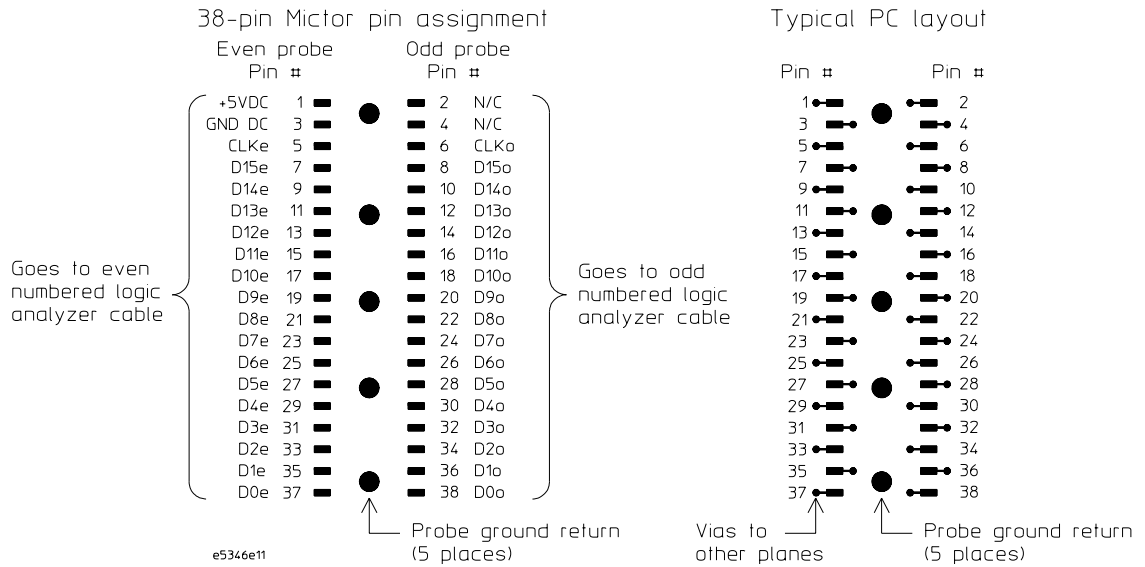 38-pin Mictor pin assignment
Typical PC layout
Even probe
Pin #
Odd probe
Pin #
Pin #
Pin #
+5VDC 1 2 N/C 1 2
GND DC 3 4 N/C 3 4
CLKe 5 6 CLKo 5 6
D15e 7 8 D15o 7 8
D14e 9 10 D14o 9 10
D13e 11 12 D13o 11 12
D12e 13 14 D12o 13 14
D11e 15 16 D11o 15 16
D10e 17 18 D10o 17 18
D9e 19 20 D9o 19 20
D8e 21 22 D8o 21 22
D7e 23 24 D7o 23 24
D6e 25 26 D6o 25 26
D5e 27 28 D5o 27 28
D4e 29 30 D4o 29 30
D3e 31 32 D3o 31 32
D2e 33 34 D2o 33 34
D1e 35 36 D1o 35 36
D0e 37 38 D0o 37 38
Goes to even
numbered logic
analyzer cable
Goes to odd
numbered logic
analyzer cable
Probe ground return
(5 places)
Vias to
other planes
Probe ground return
(5 places)
e5346e11